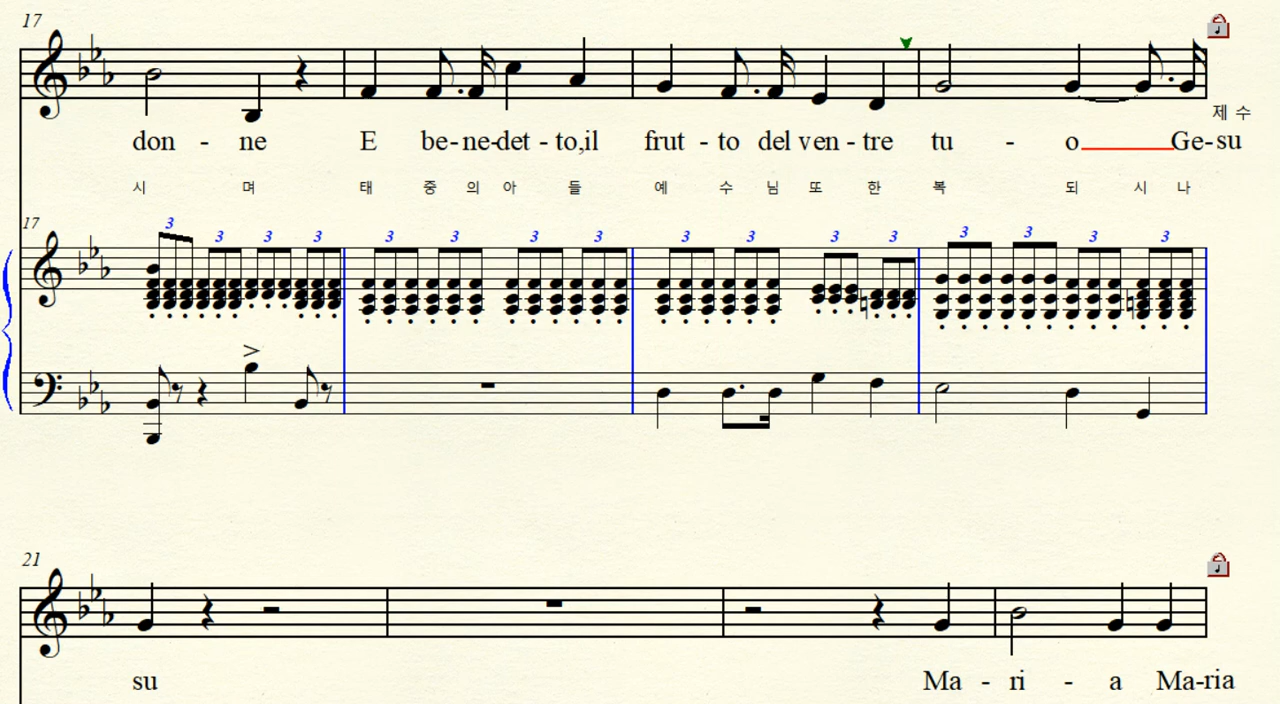 17
don - ne E be-ne-det - to,il frut - to del ven - tre tu - o Ge-su
제 수
시 며 태 중 의 아 들 예 수 님 또 한 복 되 시 나
17
3 3 3 3 3 3 3 3 3 3 3 3 3 3 3 3
21
su Ma - ri - a Ma-ria